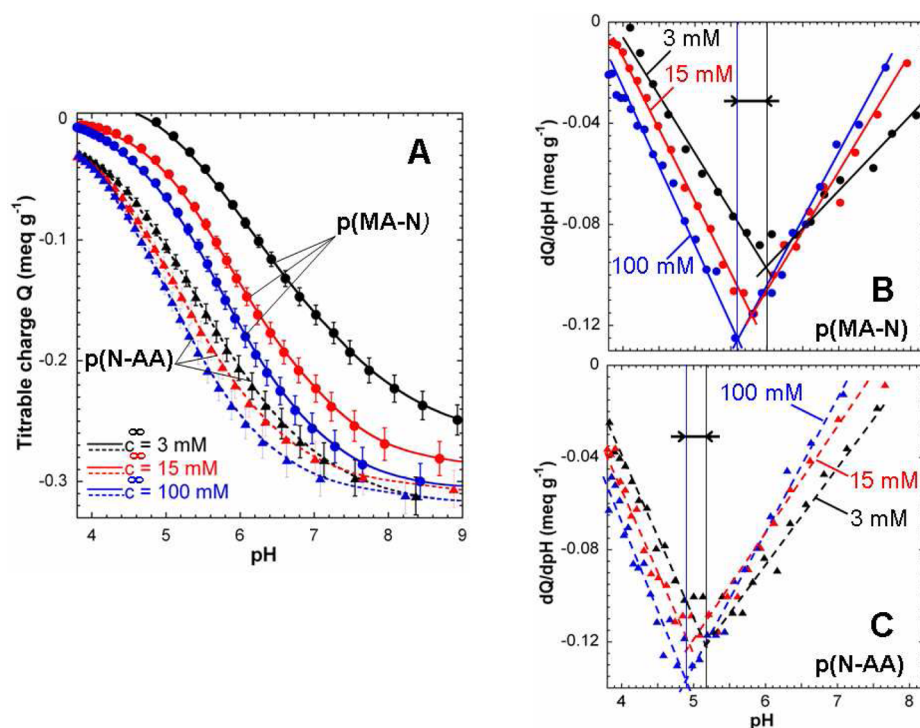 A
0
-0.1
-0.2
-0.3
Titrable charge Q (meq g⁻¹)
p(MA-N)
p(N-AA)
c∞ = 3 mM
c∞ = 15 mM
c∞ = 100 mM
4 5 6 7 8 9
pH
0
-0.04
-0.08
-0.12
dQ/dpH (meq g⁻¹)
3 mM
15 mM
100 mM
B
p(MA-N)
0
-0.04
-0.08
-0.12
dQ/dpH (meq g⁻¹)
100 mM
15 mM
3 mM
C
p(N-AA)
4 5 6 7 8
pH